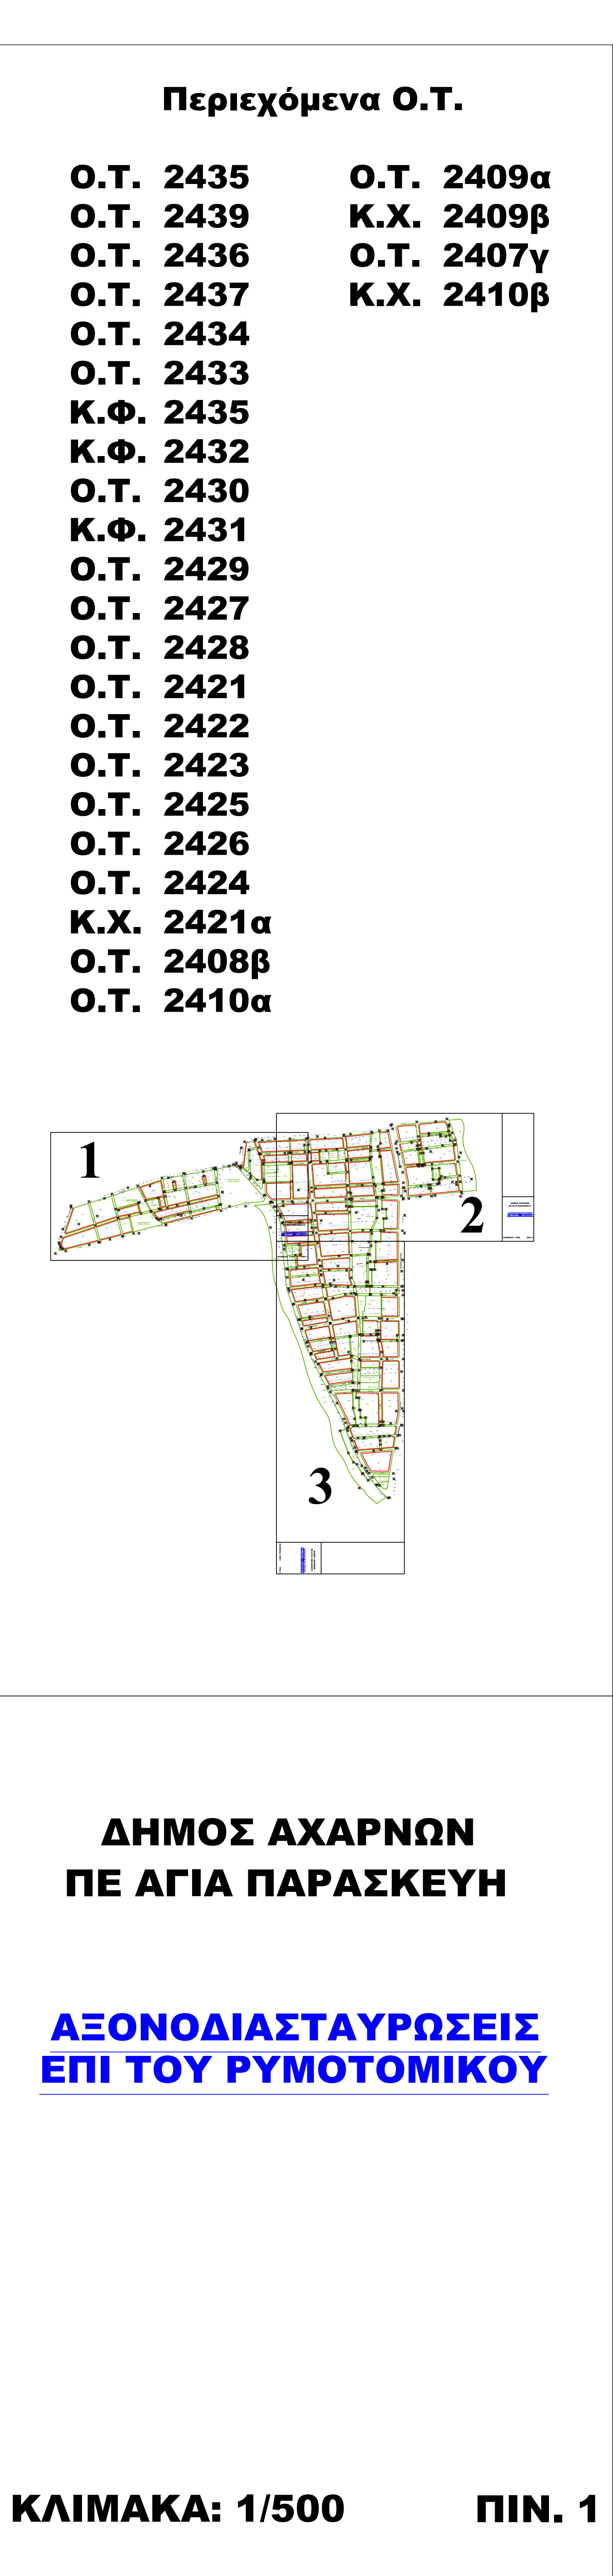 Περιεχόμενα Ο.Τ.
Ο.Τ. 2435
Ο.Τ. 2439
Ο.Τ. 2436
Ο.Τ. 2437
Ο.Τ. 2434
Ο.Τ. 2433
Κ.Φ. 2435
Κ.Φ. 2432
Ο.Τ. 2430
Κ.Φ. 2431
Ο.Τ. 2429
Ο.Τ. 2427
Ο.Τ. 2428
Ο.Τ. 2421
Ο.Τ. 2422
Ο.Τ. 2423
Ο.Τ. 2425
Ο.Τ. 2426
Ο.Τ. 2424
Κ.Χ. 2421α
Ο.Τ. 2408β
Ο.Τ. 2410α
Ο.Τ. 2409α
Κ.Χ. 2409β
Ο.Τ. 2407γ
Κ.Χ. 2410β
1
2
3
ΔΗΜΟΣ ΑΧΑΡΝΩΝ
ΠΕ ΑΓΙΑ ΠΑΡΑΣΚΕΥΗ
ΑΞΟΝΟΔΙΑΣΤΑΥΡΩΣΕΙΣ
ΕΠΙ ΤΟΥ ΡΥΜΟΤΟΜΙΚΟΥ
ΚΛΙΜΑΚΑ: 1/500 ΠΙΝ. 1